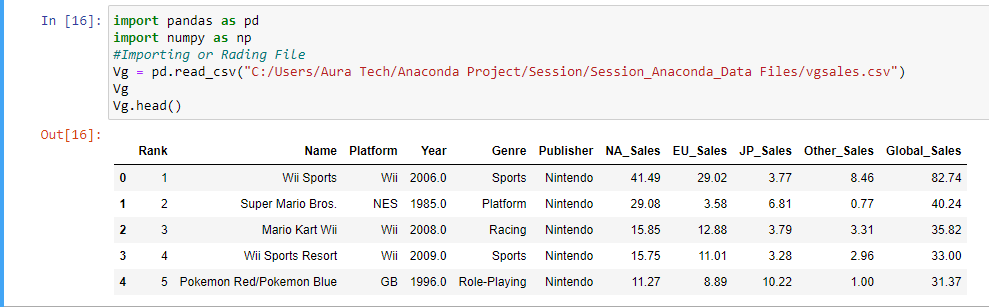 In [16]: import pandas as pd
import numpy as np
#Importing or Rading File
Vg = pd.read_csv("C:/Users/Aura Tech/Anaconda Project/Session/Session_Anaconda_Data Files/vgsales.csv")
Vg
Vg.head()
Out[16]:
Rank Name Platform Year Genre Publisher NA_Sales EU_Sales JP_Sales Other_Sales Global_Sales
0 1 Wii Sports Wii 2006.0 Sports Nintendo 41.49 29.02 3.77 8.46 82.74
1 2 Super Mario Bros. NES 1985.0 Platform Nintendo 29.08 3.58 6.81 0.77 40.24
2 3 Mario Kart Wii Wii 2008.0 Racing Nintendo 15.85 12.88 3.79 3.31 35.82
3 4 Wii Sports Resort Wii 2009.0 Sports Nintendo 15.75 11.01 3.28 2.96 33.00
4 5 Pokemon Red/Pokemon Blue GB 1996.0 Role-Playing Nintendo 11.27 8.89 10.22 1.00 31.37